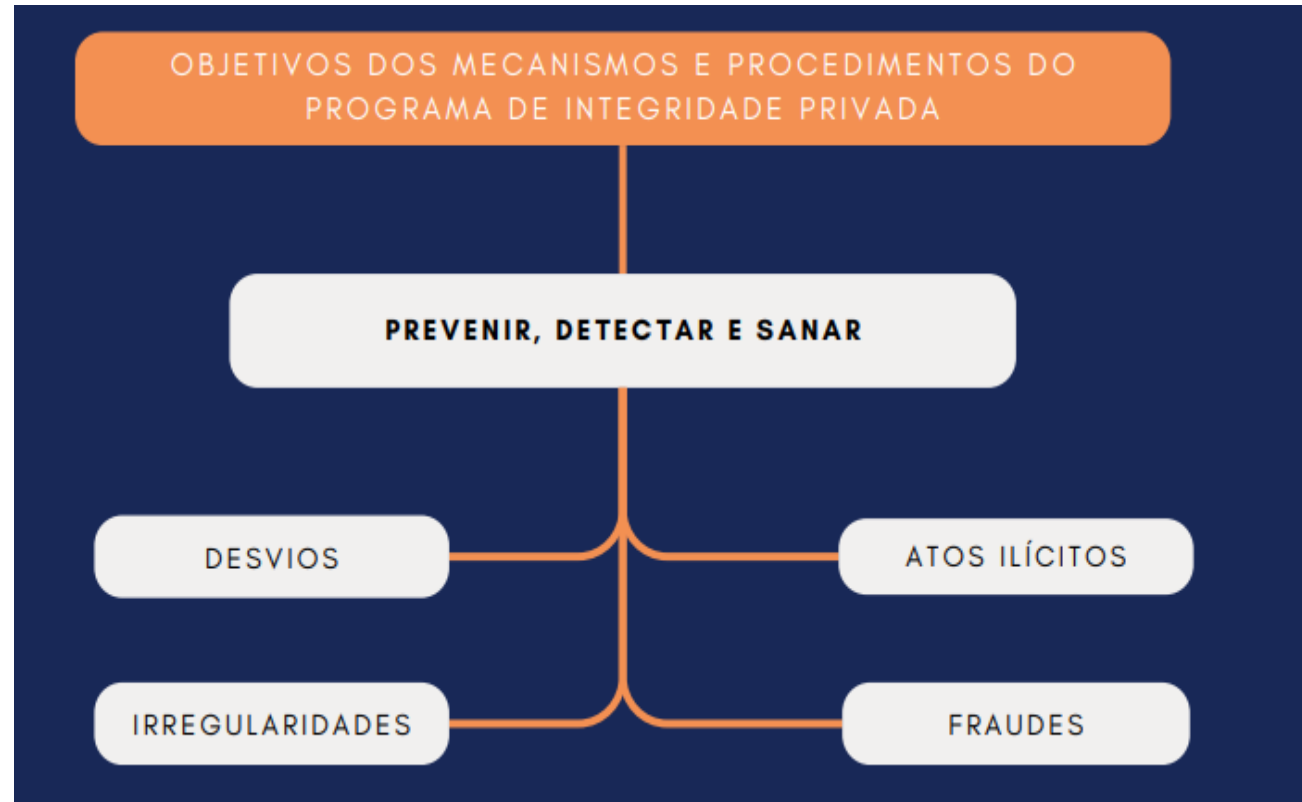 OBJETIVOS DOS MECANISMOS E PROCEDIMENTOS DO
PROGRAMA DE INTEGRIDADE PRIVADA
PREVENIR, DETECTAR E SANAR
DESVIOS
ATOS ILÍCITOS
IRREGULARIDADES
FRAUDES